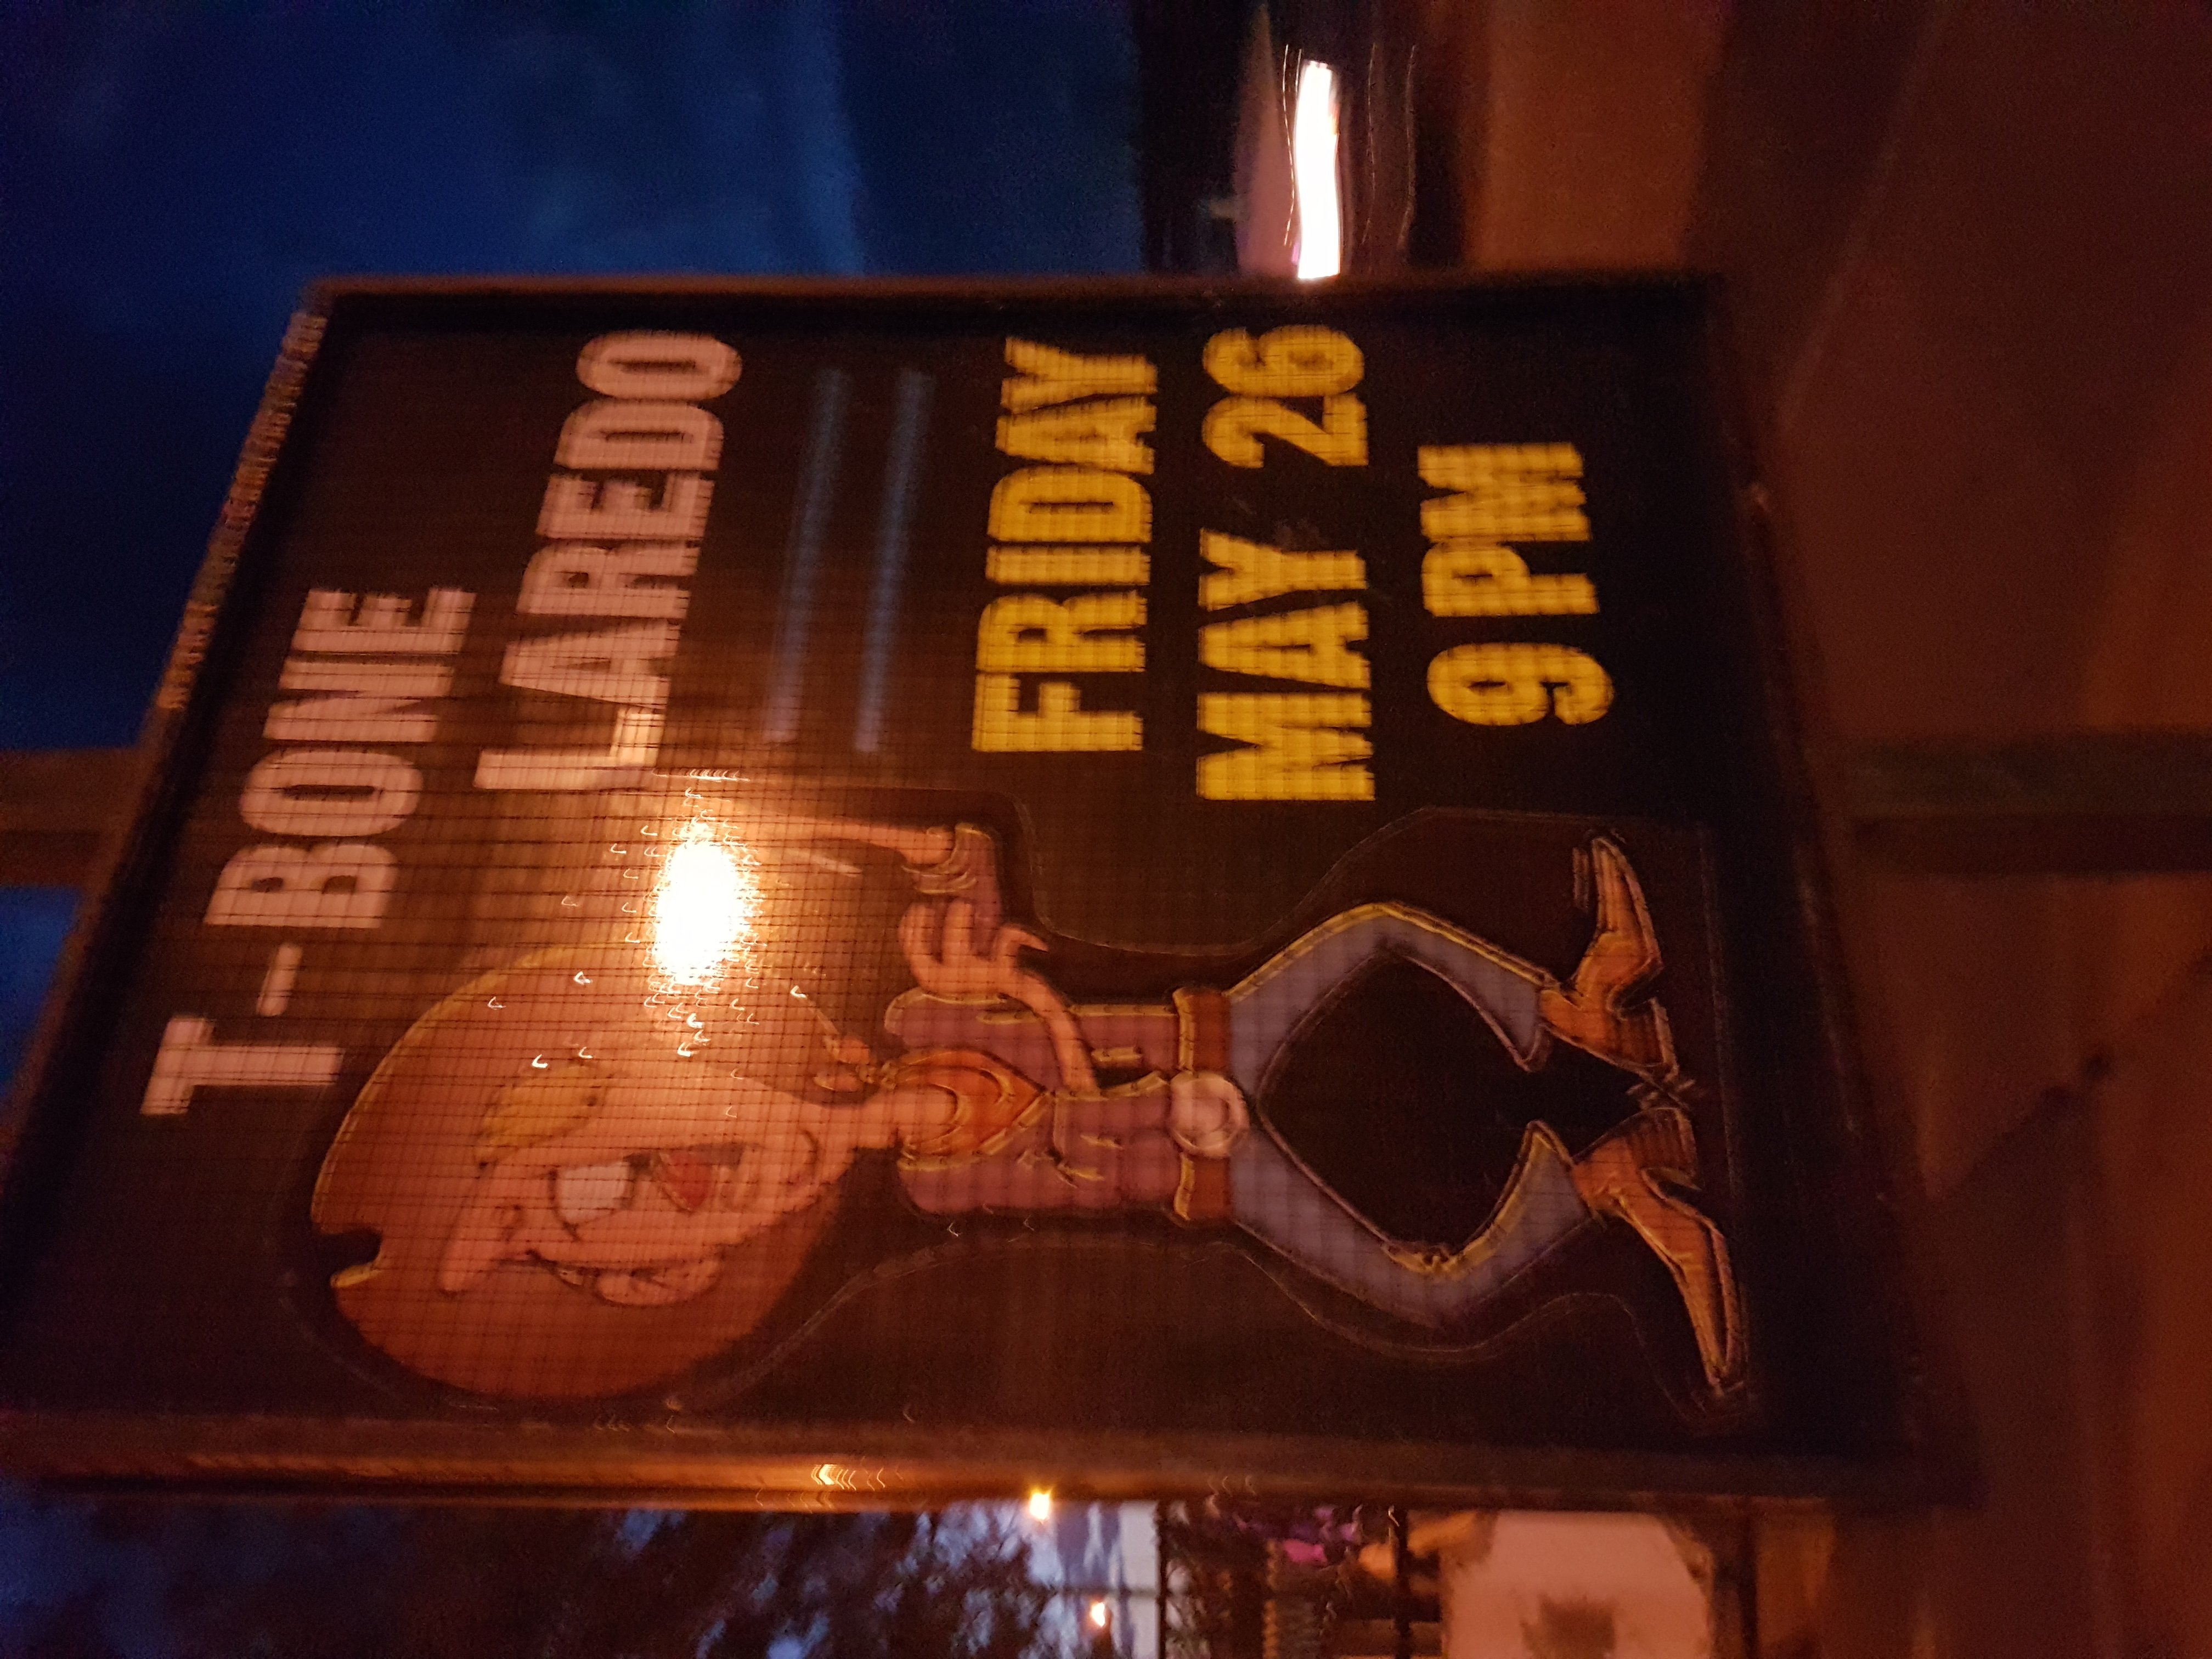 T-BONE
LAREDO
FRIDAY
MAY 26
9 PM